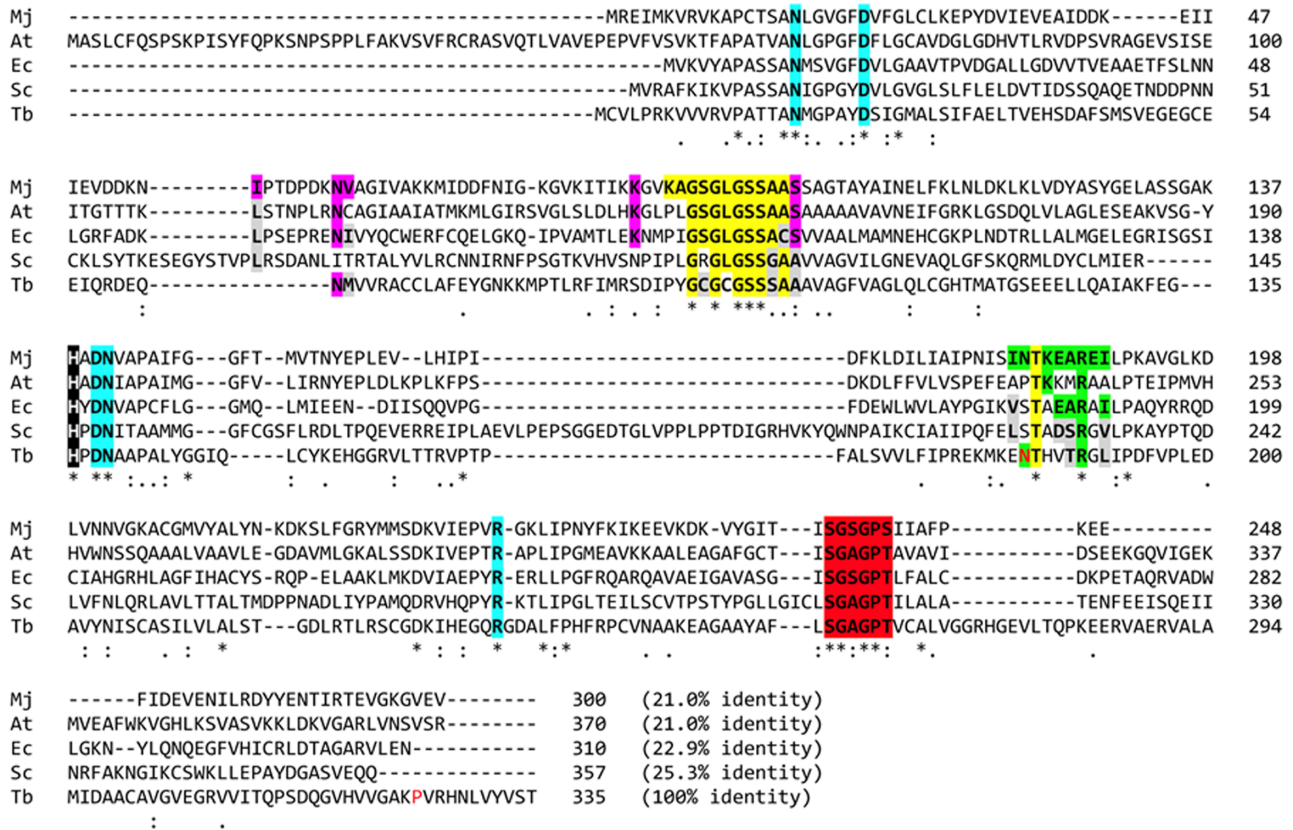 Mj ------------------------------------------------MREIMKVRVKAPCTSANLGVGFDVFGLCLKEPYDVIEVEAIDDK------EII 47
At MASLCFQSPSKPISYFQPKSNPSPPLFAKVSVFRCRASVQTLVAVEPEPVFVSVKTFAPATVANLGPGFDFLGCAVDGLGDHVTLRVDPSVRAGEVSISE 100
Ec ----------------------------------------------------MVKVYAPASSANMSVGFDVLGAAVTPVDGALLGDVVTVEAAETFSLNN 48
Sc -------------------------------------------------MVRAFKIKVPASSANIGPGYDVLGVGLSLFLELDVTIDSSQAQETNDDPNN 51
Tb ----------------------------------------------MCVLPRKVVVRVPATTANMGPAYDSIGMALSIFAELTVEHSDAFSMSVEGEGCE 54
. .*.: **:. .:* :* :
Mj IEVDDKN---------IPTDPDKNVAGIVAKKMIDDFNIG-KGVKITIKKGVKAGSGLGSSAASSAGTAYAINELFKLNLDKLKLVDYASYGELASSGAK 137
At ITGTTTK---------LSTNPLRNCAGIAAIATMKMLGIRSVGLSLDLHKGLPLGSGLGSSAASAAAAAVAVNEIFGRKLGSDQLVLAGLESEAKVSG-Y 190
Ec LGRFADK---------LPSEPRENIVYQCWERFCQELGKQ-IPVAMTLEKNMPIGSGLGSSACSVVAALMAMNEHCGKPLNDTRLLALMGELEGRISGSI 138
Sc CKLSYTKESEGYSTVPLRSDANLITRTALYVLRCNNIRNFPSGTKVHVSNPIPLGRGLGSSGAAVVAGVILGNEVAQLGFSKQRMLDYCLMIER------ 145
Tb EIQRDEQ----------------NMVVRACCLAFEYGNKKMPTLRFIMRSDIPYGCGCGSSSAAAVAGFVAGLQLCGHTMATGSEEELLQAIAKFEG--- 135
: . . : . : * * ***..: .. : :
Mj HADNVAPAIFG---GFT--MVTNYEPLEV--LHIPI--------------------------------DFKLDILIAIPNISINTKEAREILPKAVGLKD 198
At HADNIAPAIMG---GFV--LIRNYEPLDLKPLKFPS--------------------------------DKDLFFVLVSPEFEAPTKKMRAALPTEIPMVH 253
Ec HYDNVAPCFLG---GMQ--LMIEEN--DIISQQVPG--------------------------------FDEWLWVLAYPGIKVSTAEARAILPAQYRRQD 199
Sc HPDNITAAMMG---GFCGSFLRDLTPQEVERREIPLAEVLPEPSGGEDTGLVPPLPPTDIGRHVKYQWNPAIKCIAIIPQFELSTADSRGVLPKAYPTQD 242
Tb HPDNAAPALYGGIQ---LCYKEHGGRVLTTRVPTP-------------------------------FALSVVLFIPREKMKENTHVTRGLIPDFVPLED 200
* ** :..: * : . : ..* . :. * * :* .
Mj LVNNVGKACGMVYALYN-KDKSLFGRYMMSDKVIEPVR-GKLIPNYFKIKEEVKDK-VYGIT---ISGSGPSIIAFP-----------KEE--------- 248
At HVWNSSQAAALVAAVLE-GDAVMLGKALSSDKIVEPTR-APLIPGMEAVKKAALEAGAFGCT---ISGAGPTAVAVI-----------DSEEKGQVIGEK 337
Ec CIAHGRHLAGFIHACYS-RQP-ELAAKLMKDVIAEPYR-ERLLPGFRQARQAVAEIGAVASG---ISGSGPTLFALC-----------DKPETAQRVADW 282
Sc LVFNLQRLAVLTTALTMDPPNADLIYPAMQDRVHQPYR-KTLIPGLTEILSCVTPSTYPGLLGICLSGAGPTILALA-----------TENFEEISQEII 330
Tb AVYNISCASILVLALST---GDLRTLRSCGDKIHEGQRGDALFPHFRPCVNAAKEAGAAYAF---LSGAGPTVCALVGGRHGEVLTQPKEERVAERVALA 294
: : . : * * : : * *:* . . :**:**: *. .
Mj ------FIDEVENILRDYYENTIRTEVGKGVEV-------- 300 (21.0% identity)
At MVEAFWKVGHLKSVASVKKLDKVGARLVNSVSR-------- 370 (21.0% identity)
Ec LGKN--YLQNQEGFVHICRLDTAGARVLEN----------- 310 (22.9% identity)
Sc NRFAKNGIKCSWKLLEPAYDGASVEQQ-------------- 357 (25.3% identity)
Tb MIDAACAVGVEGRVVITQPSDQGVHVVGAKPVRHNLVYVST 335 (100% identity)
: .